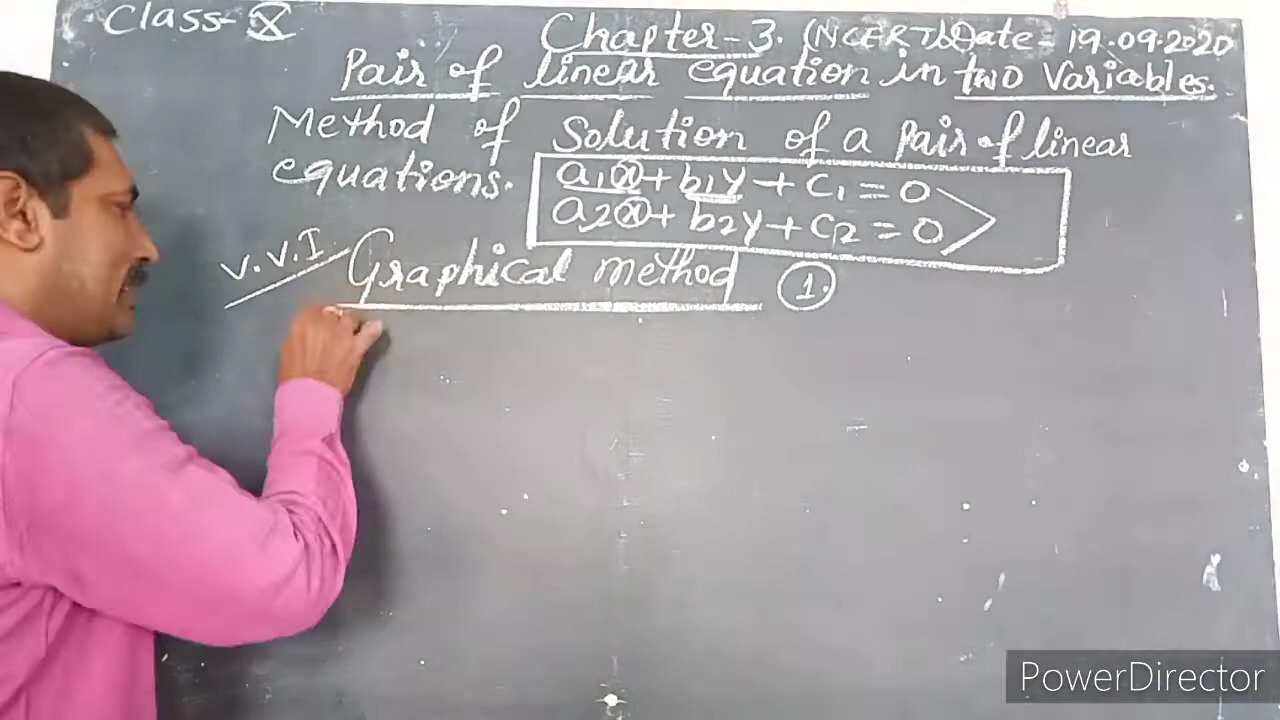 Class-X Chapter-3. (NCERT) Date-19.09.2020
Pair of linear equation in two Variables.
Method of Solution of a Pair of linear
equations.
a1x + b1y + C1 = 0
a2x + b2y + C2 = 0
V.V.I Graphical method 1.
PowerDirector